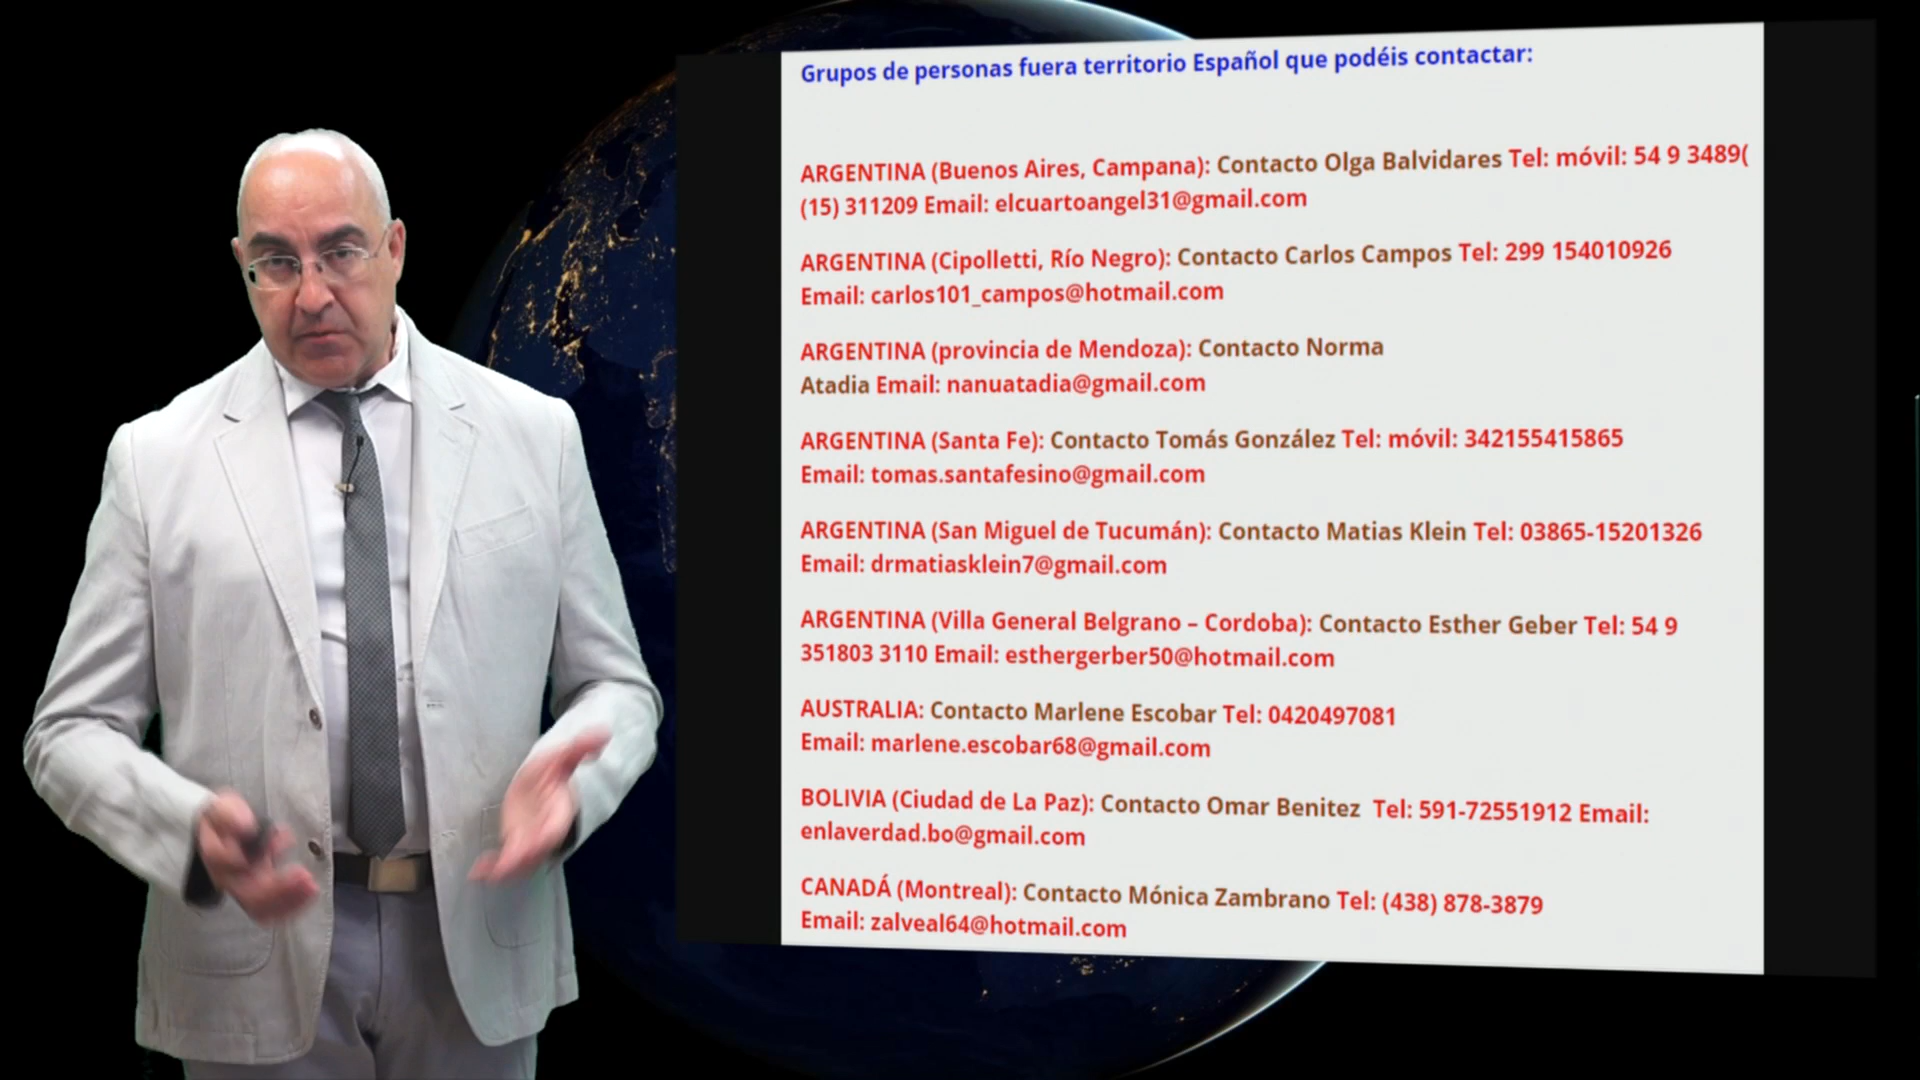 Grupos de personas fuera territorio Español que podéis contactar:
ARGENTINA (Buenos Aires, Campana): Contacto Olga Balvidares Tel: móvil: 54 9 3489(
(15) 311209 Email: elcuartoangel31@gmail.com
ARGENTINA (Cipolletti, Río Negro): Contacto Carlos Campos Tel: 299 154010926
Email: carlos101_campos@hotmail.com
ARGENTINA (provincia de Mendoza): Contacto Norma
Atadia Email: nanuatadia@gmail.com
ARGENTINA (Santa Fe): Contacto Tomás González Tel: móvil: 342155415865
Email: tomas.santafesino@gmail.com
ARGENTINA (San Miguel de Tucumán): Contacto Matias Klein Tel: 03865-15201326
Email: drmatiasklein7@gmail.com
ARGENTINA (Villa General Belgrano – Cordoba): Contacto Esther Geber Tel: 54 9
351803 3110 Email: esthergerber50@hotmail.com
AUSTRALIA: Contacto Marlene Escobar Tel: 0420497081
Email: marlene.escobar68@gmail.com
BOLIVIA (Ciudad de La Paz): Contacto Omar Benitez  Tel: 591-72551912 Email:
enlaverdad.bo@gmail.com
CANADÁ (Montreal): Contacto Mónica Zambrano Tel: (438) 878-3879
Email: zalveal64@hotmail.com